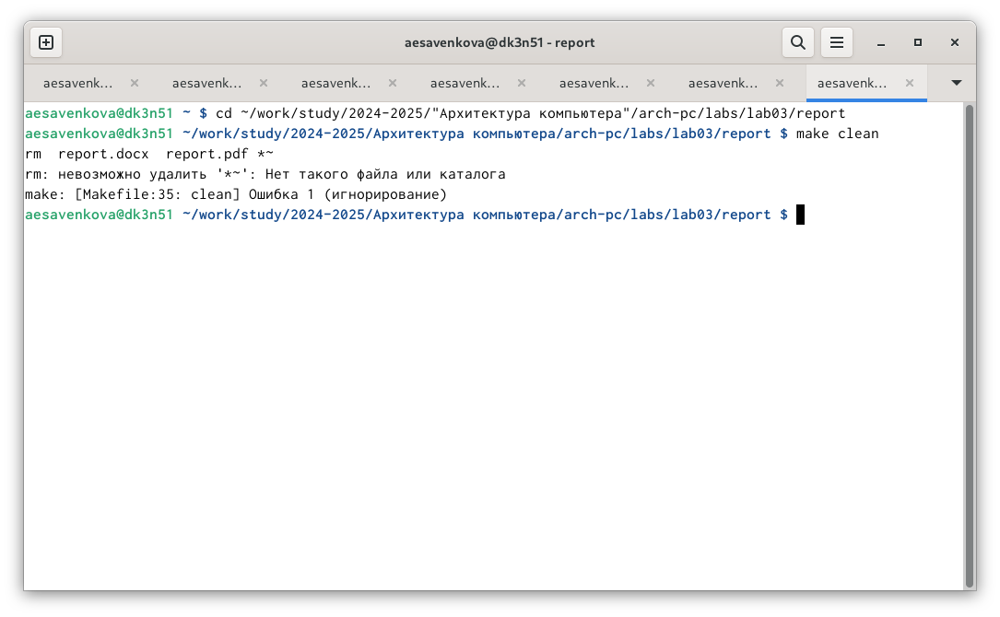 aesavenkova@dk3n51 - report
aesavenk… aesavenk… aesavenk… aesavenk… aesavenk… aesavenk… aesavenk…
aesavenkova@dk3n51 ~ $ cd ~/work/study/2024-2025/"Архитектура компьютера"/arch-pc/labs/lab03/report
aesavenkova@dk3n51 ~/work/study/2024-2025/Архитектура компьютера/arch-pc/labs/lab03/report $ make clean
rm  report.docx  report.pdf *~
rm: невозможно удалить '*~': Нет такого файла или каталога
make: [Makefile:35: clean] Ошибка 1 (игнорирование)
aesavenkova@dk3n51 ~/work/study/2024-2025/Архитектура компьютера/arch-pc/labs/lab03/report $